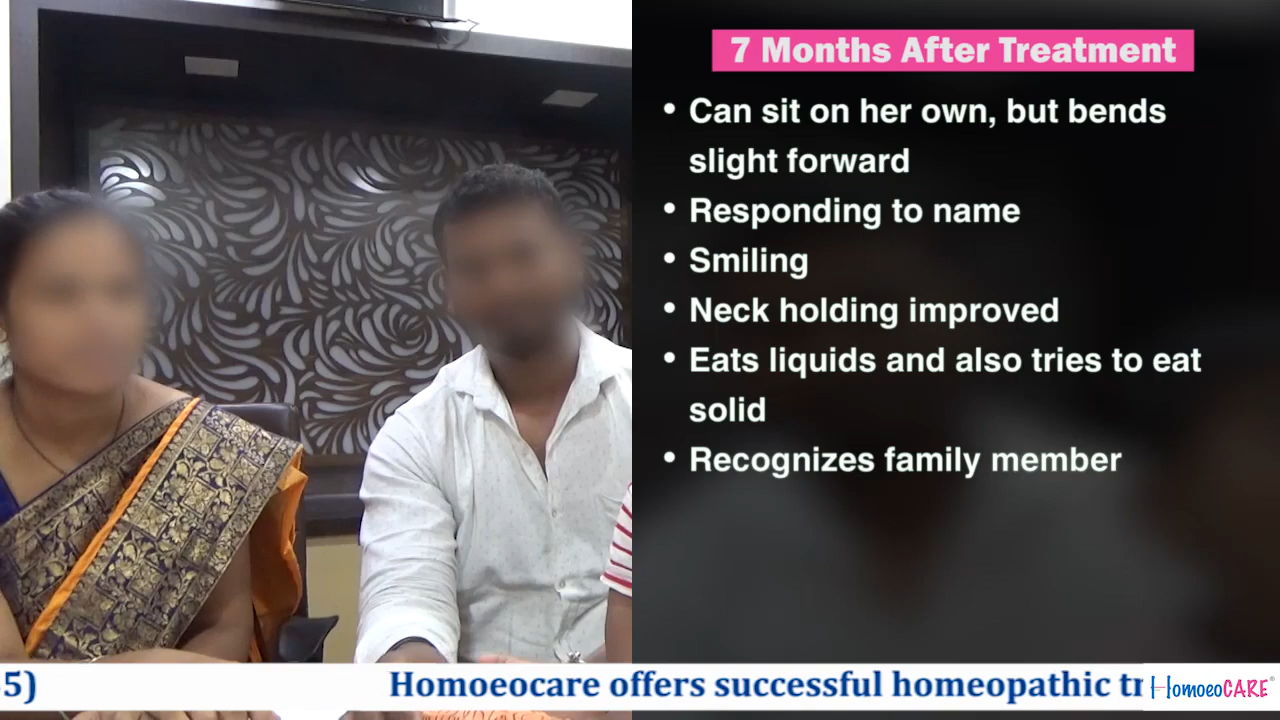 7 Months After Treatment
• Can sit on her own, but bends
slight forward
• Responding to name
• Smiling
• Neck holding improved
• Eats liquids and also tries to eat
solid
• Recognizes family member
5) Homoeocare offers successful homeopathic tr
HomoeoCARE®